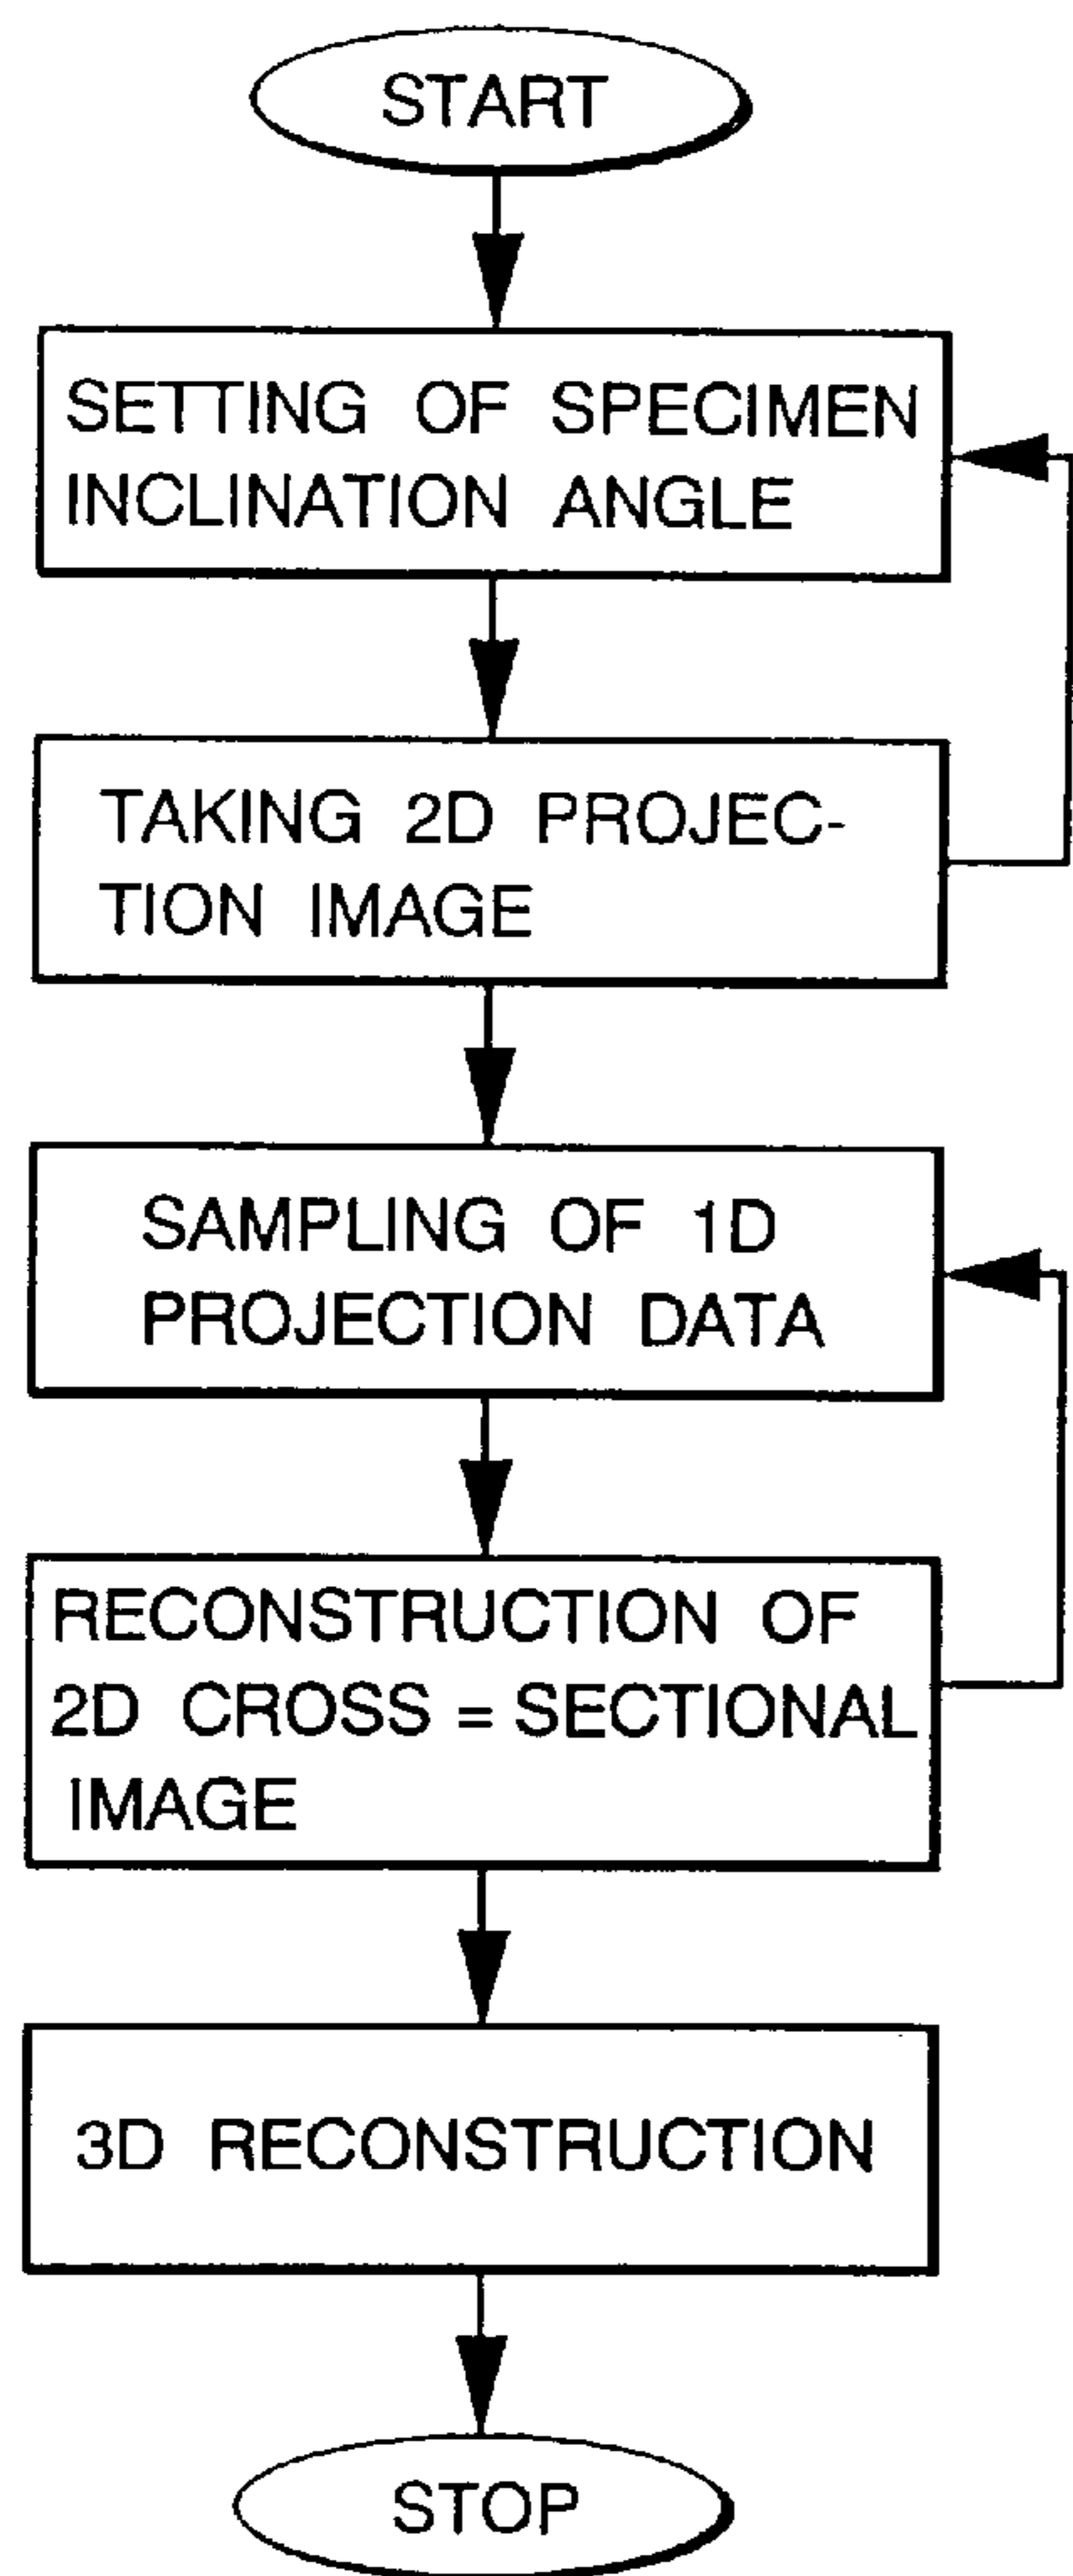 START
SETTING OF SPECIMEN
INCLINATION ANGLE
TAKING 2D PROJEC-
TION IMAGE
SAMPLING OF 1D
PROJECTION DATA
RECONSTRUCTION OF
2D CROSS = SECTIONAL
IMAGE
3D RECONSTRUCTION
STOP